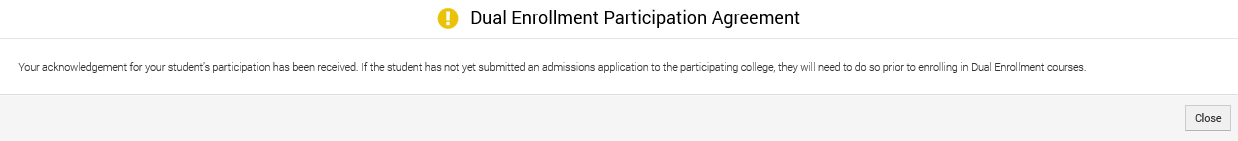 Dual Enrollment Participation Agreement
Your acknowledgement for your student's participation has been received. If the student has not yet submitted an admissions application to the participating college, they will need to do so prior to enrolling in Dual Enrollment courses.
Close